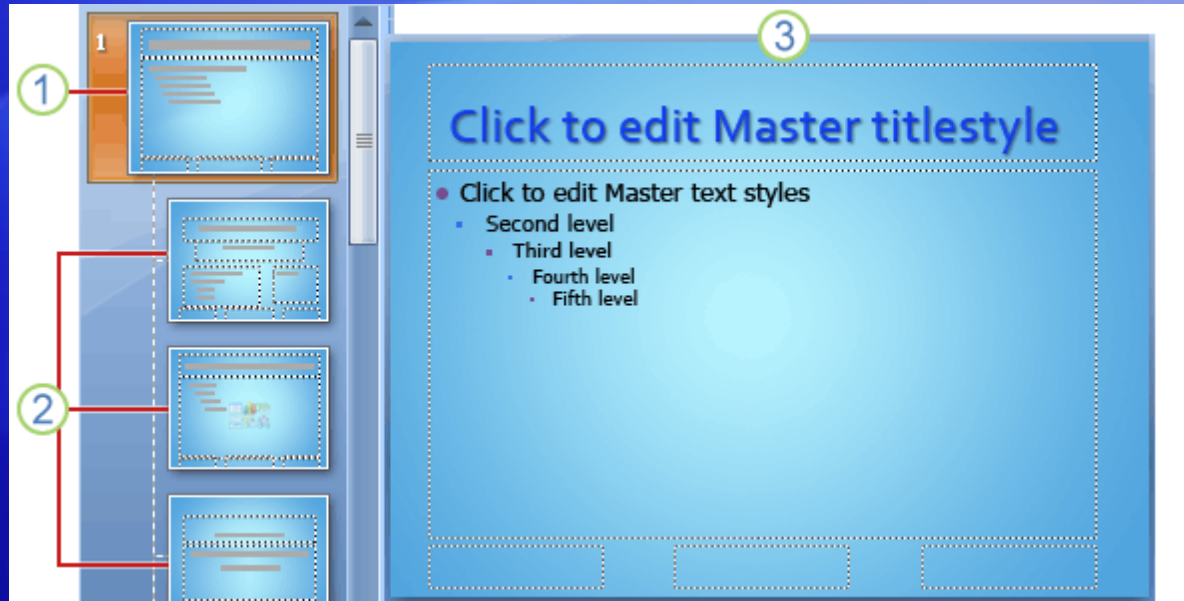 1
1
2
3
Click to edit Master titlestyle
Click to edit Master text styles
Second level
Third level
Fourth level
Fifth level